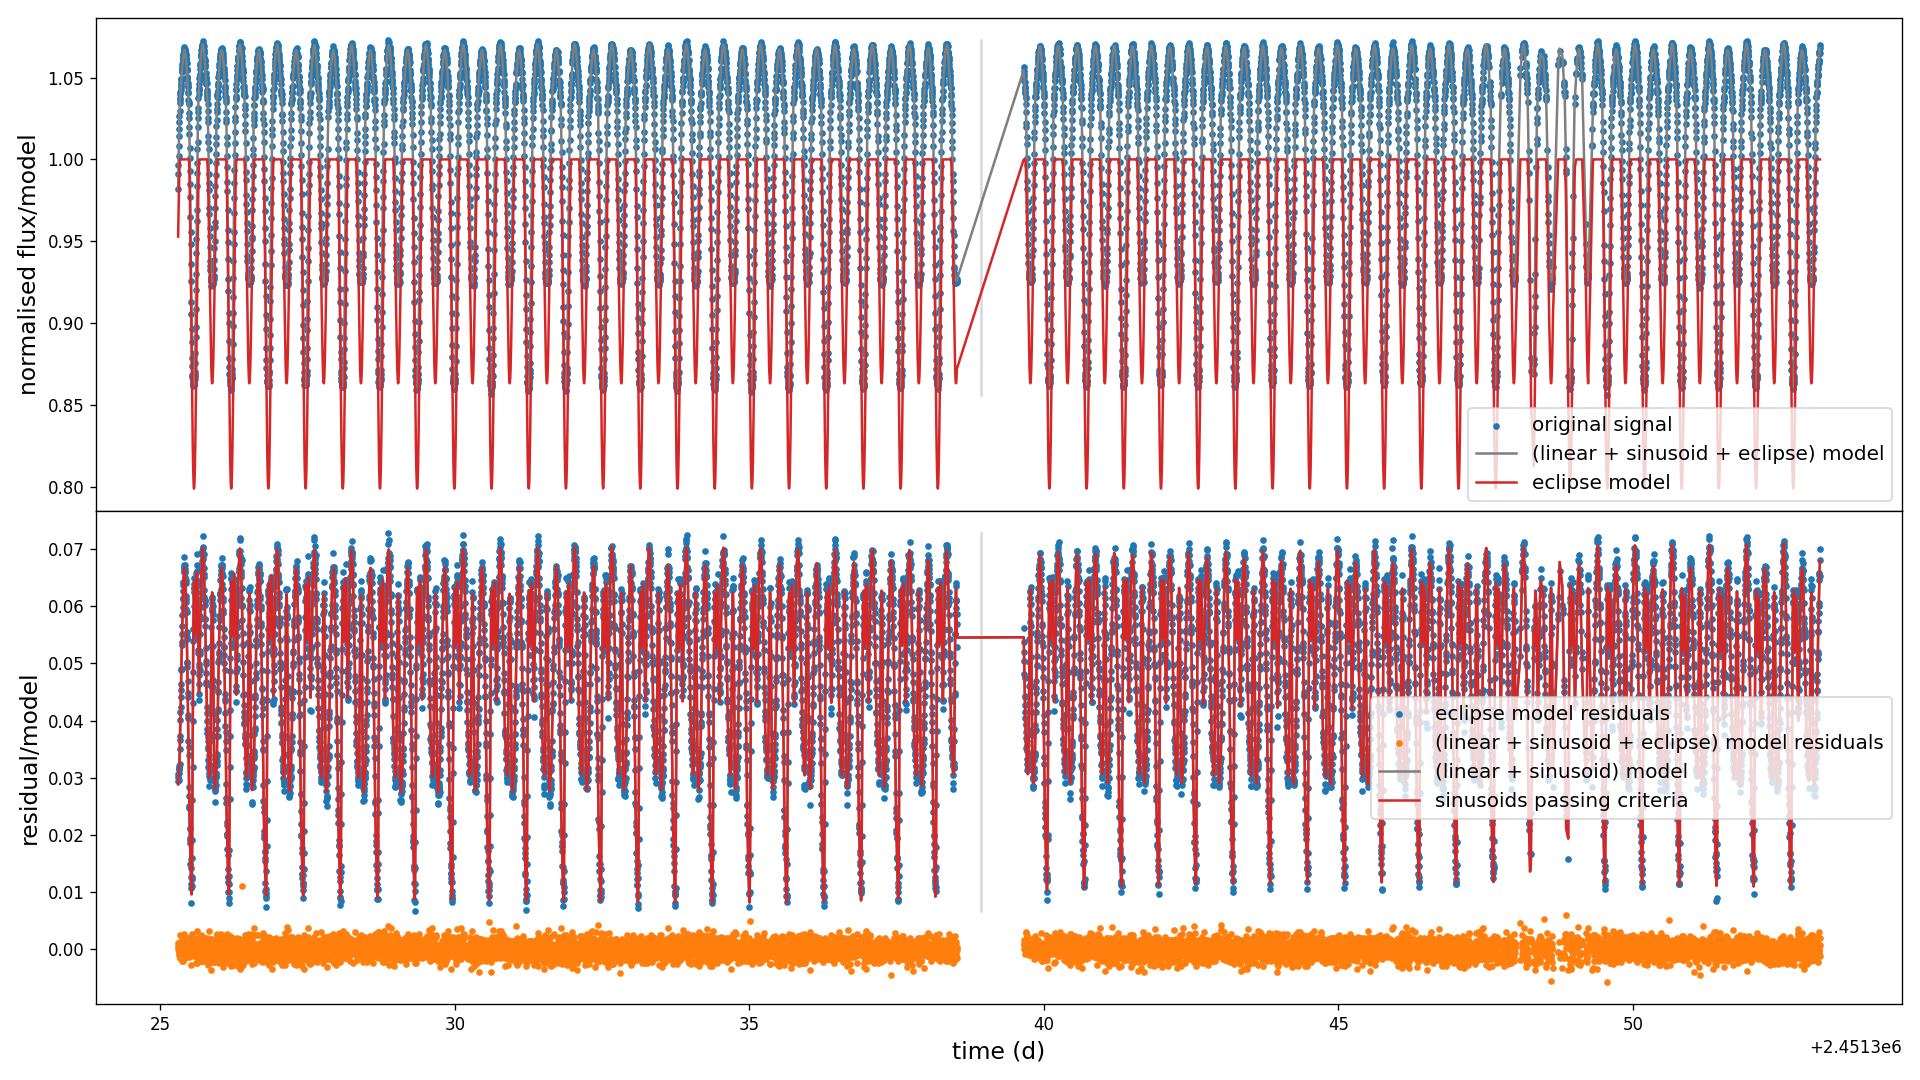 normalised flux/model
1.05
1.00
0.95
0.90
0.85
0.80
original signal
(linear + sinusoid + eclipse) model
eclipse model
residual/model
0.07
0.06
0.05
0.04
0.03
0.02
0.01
0.00
eclipse model residuals
(linear + sinusoid + eclipse) model residuals
(linear + sinusoid) model
sinusoids passing criteria
25
30
35
40
45
50
time (d)
+2.4513e6